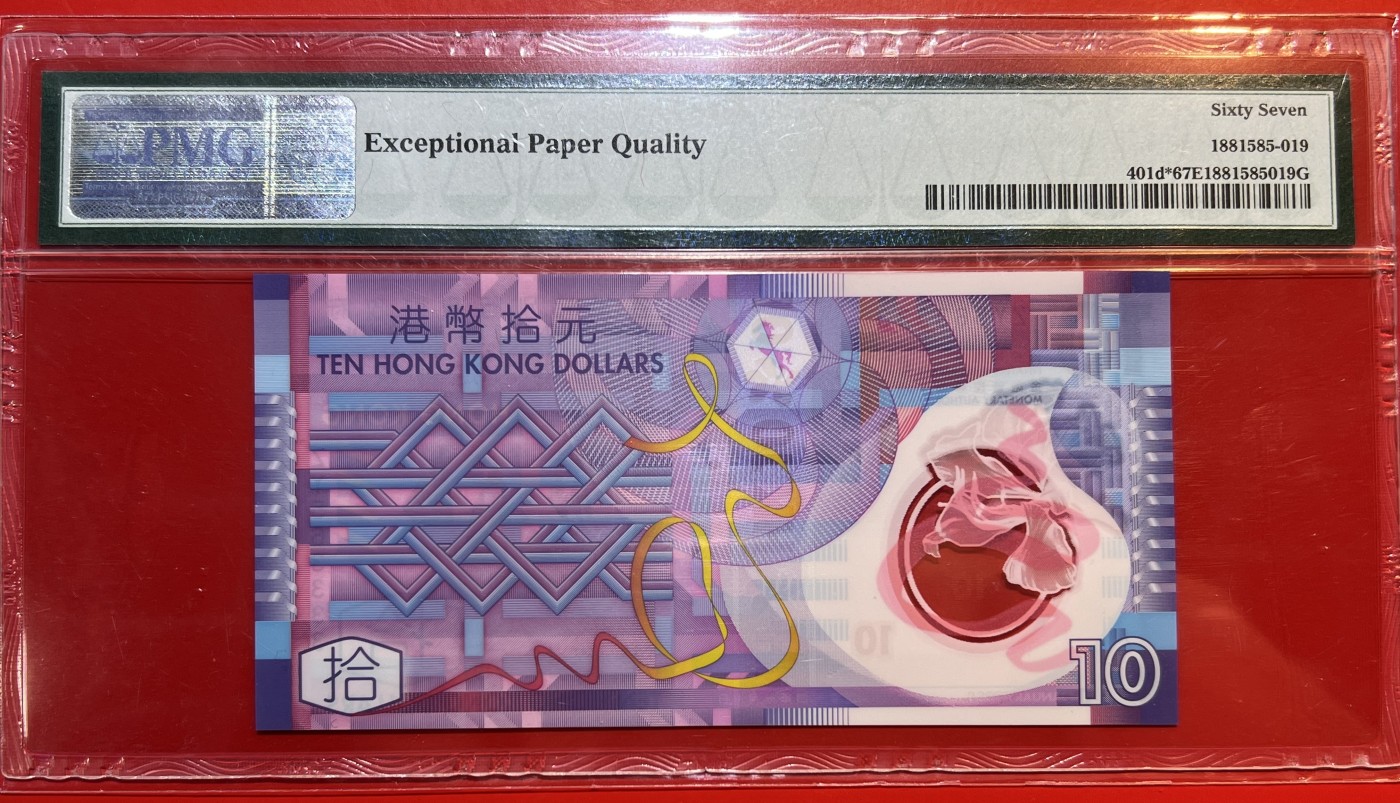 PMG
Exceptional Paper Quality
Sixty Seven
1881585-019
401d*67E1881585019G
港幣拾元
TEN HONG KONG DOLLARS
拾
10
10